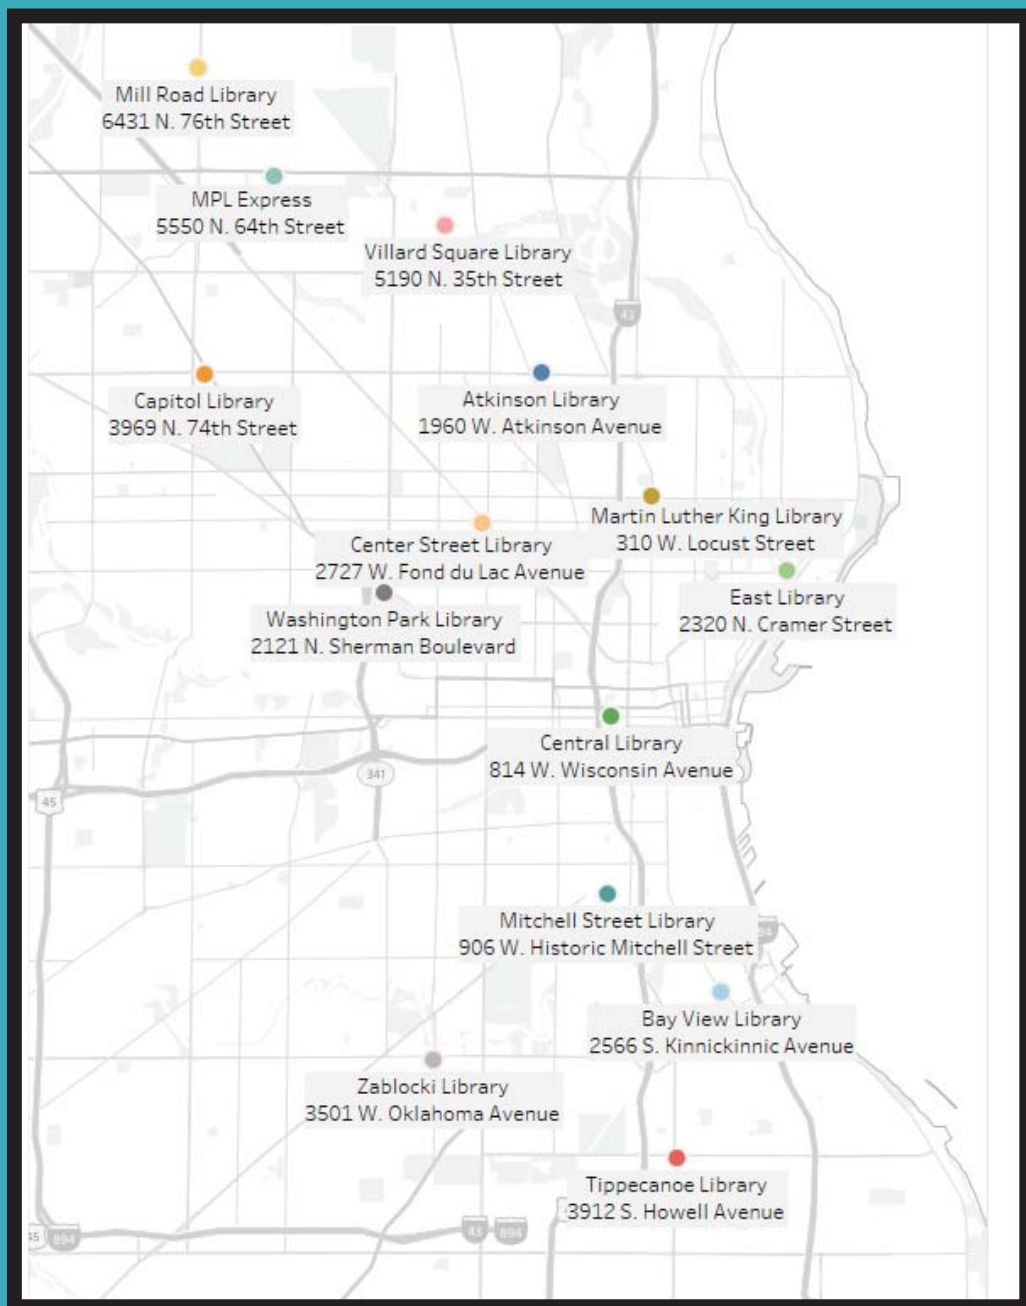 Mill Road Library
6431 N. 76th Street
MPL Express
5550 N. 64th Street
Villard Square Library
5190 N. 35th Street
43
Capitol Library
3969 N. 74th Street
Atkinson Library
1960 W. Atkinson Avenue
Martin Luther King Library
310 W. Locust Street
Center Street Library
2727 W. Fond du Lac Avenue
East Library
2320 N. Cramer Street
Washington Park Library
2121 N. Sherman Boulevard
Central Library
814 W. Wisconsin Avenue
341
45
Mitchell Street Library
906 W. Historic Mitchell Street
Bay View Library
2566 S. Kinnickinnic Avenue
Zablocki Library
3501 W. Oklahoma Avenue
Tippecanoe Library
3912 S. Howell Avenue
45 894
43 894